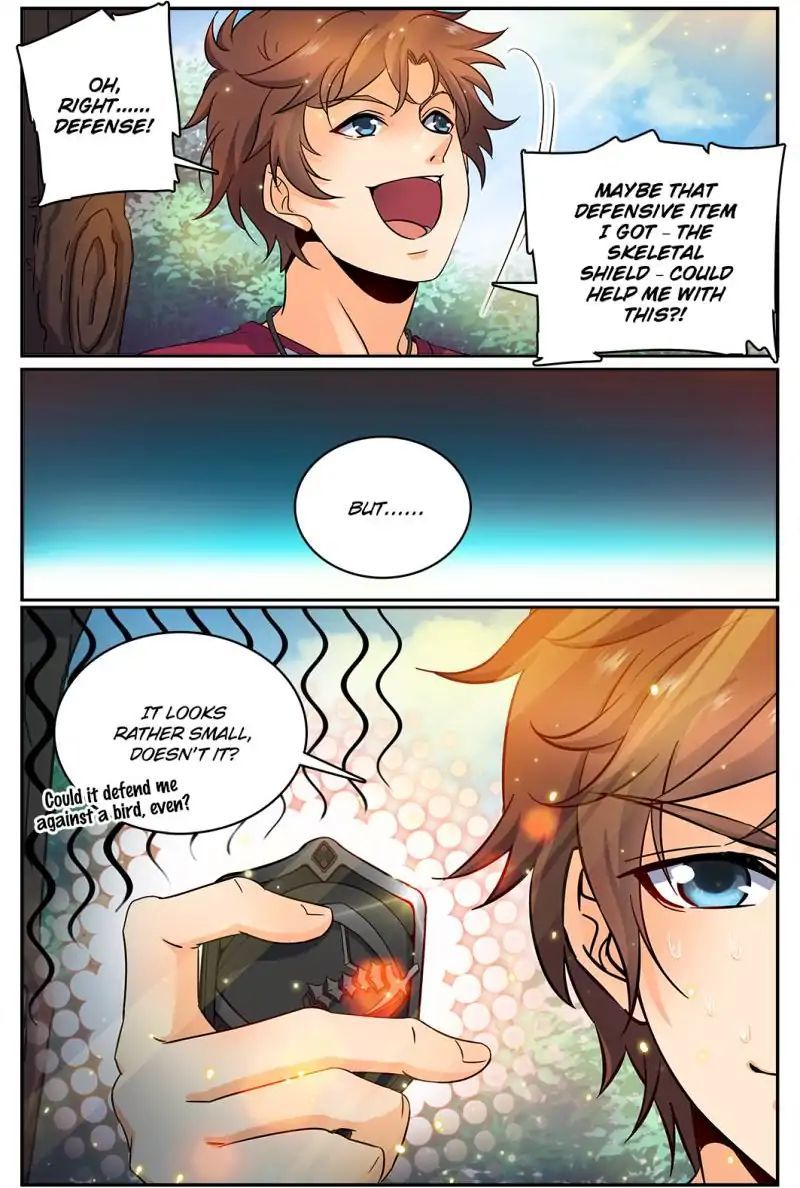 OH,
RIGHT......
DEFENSE!
MAYBE THAT
DEFENSIVE ITEM
I GOT - THE
SKELETAL
SHIELD - COULD
HELP ME WITH
THIS?!
BUT......
IT LOOKS
RATHER SMALL,
DOESN'T IT?
Could it defend me
against a bird, even?